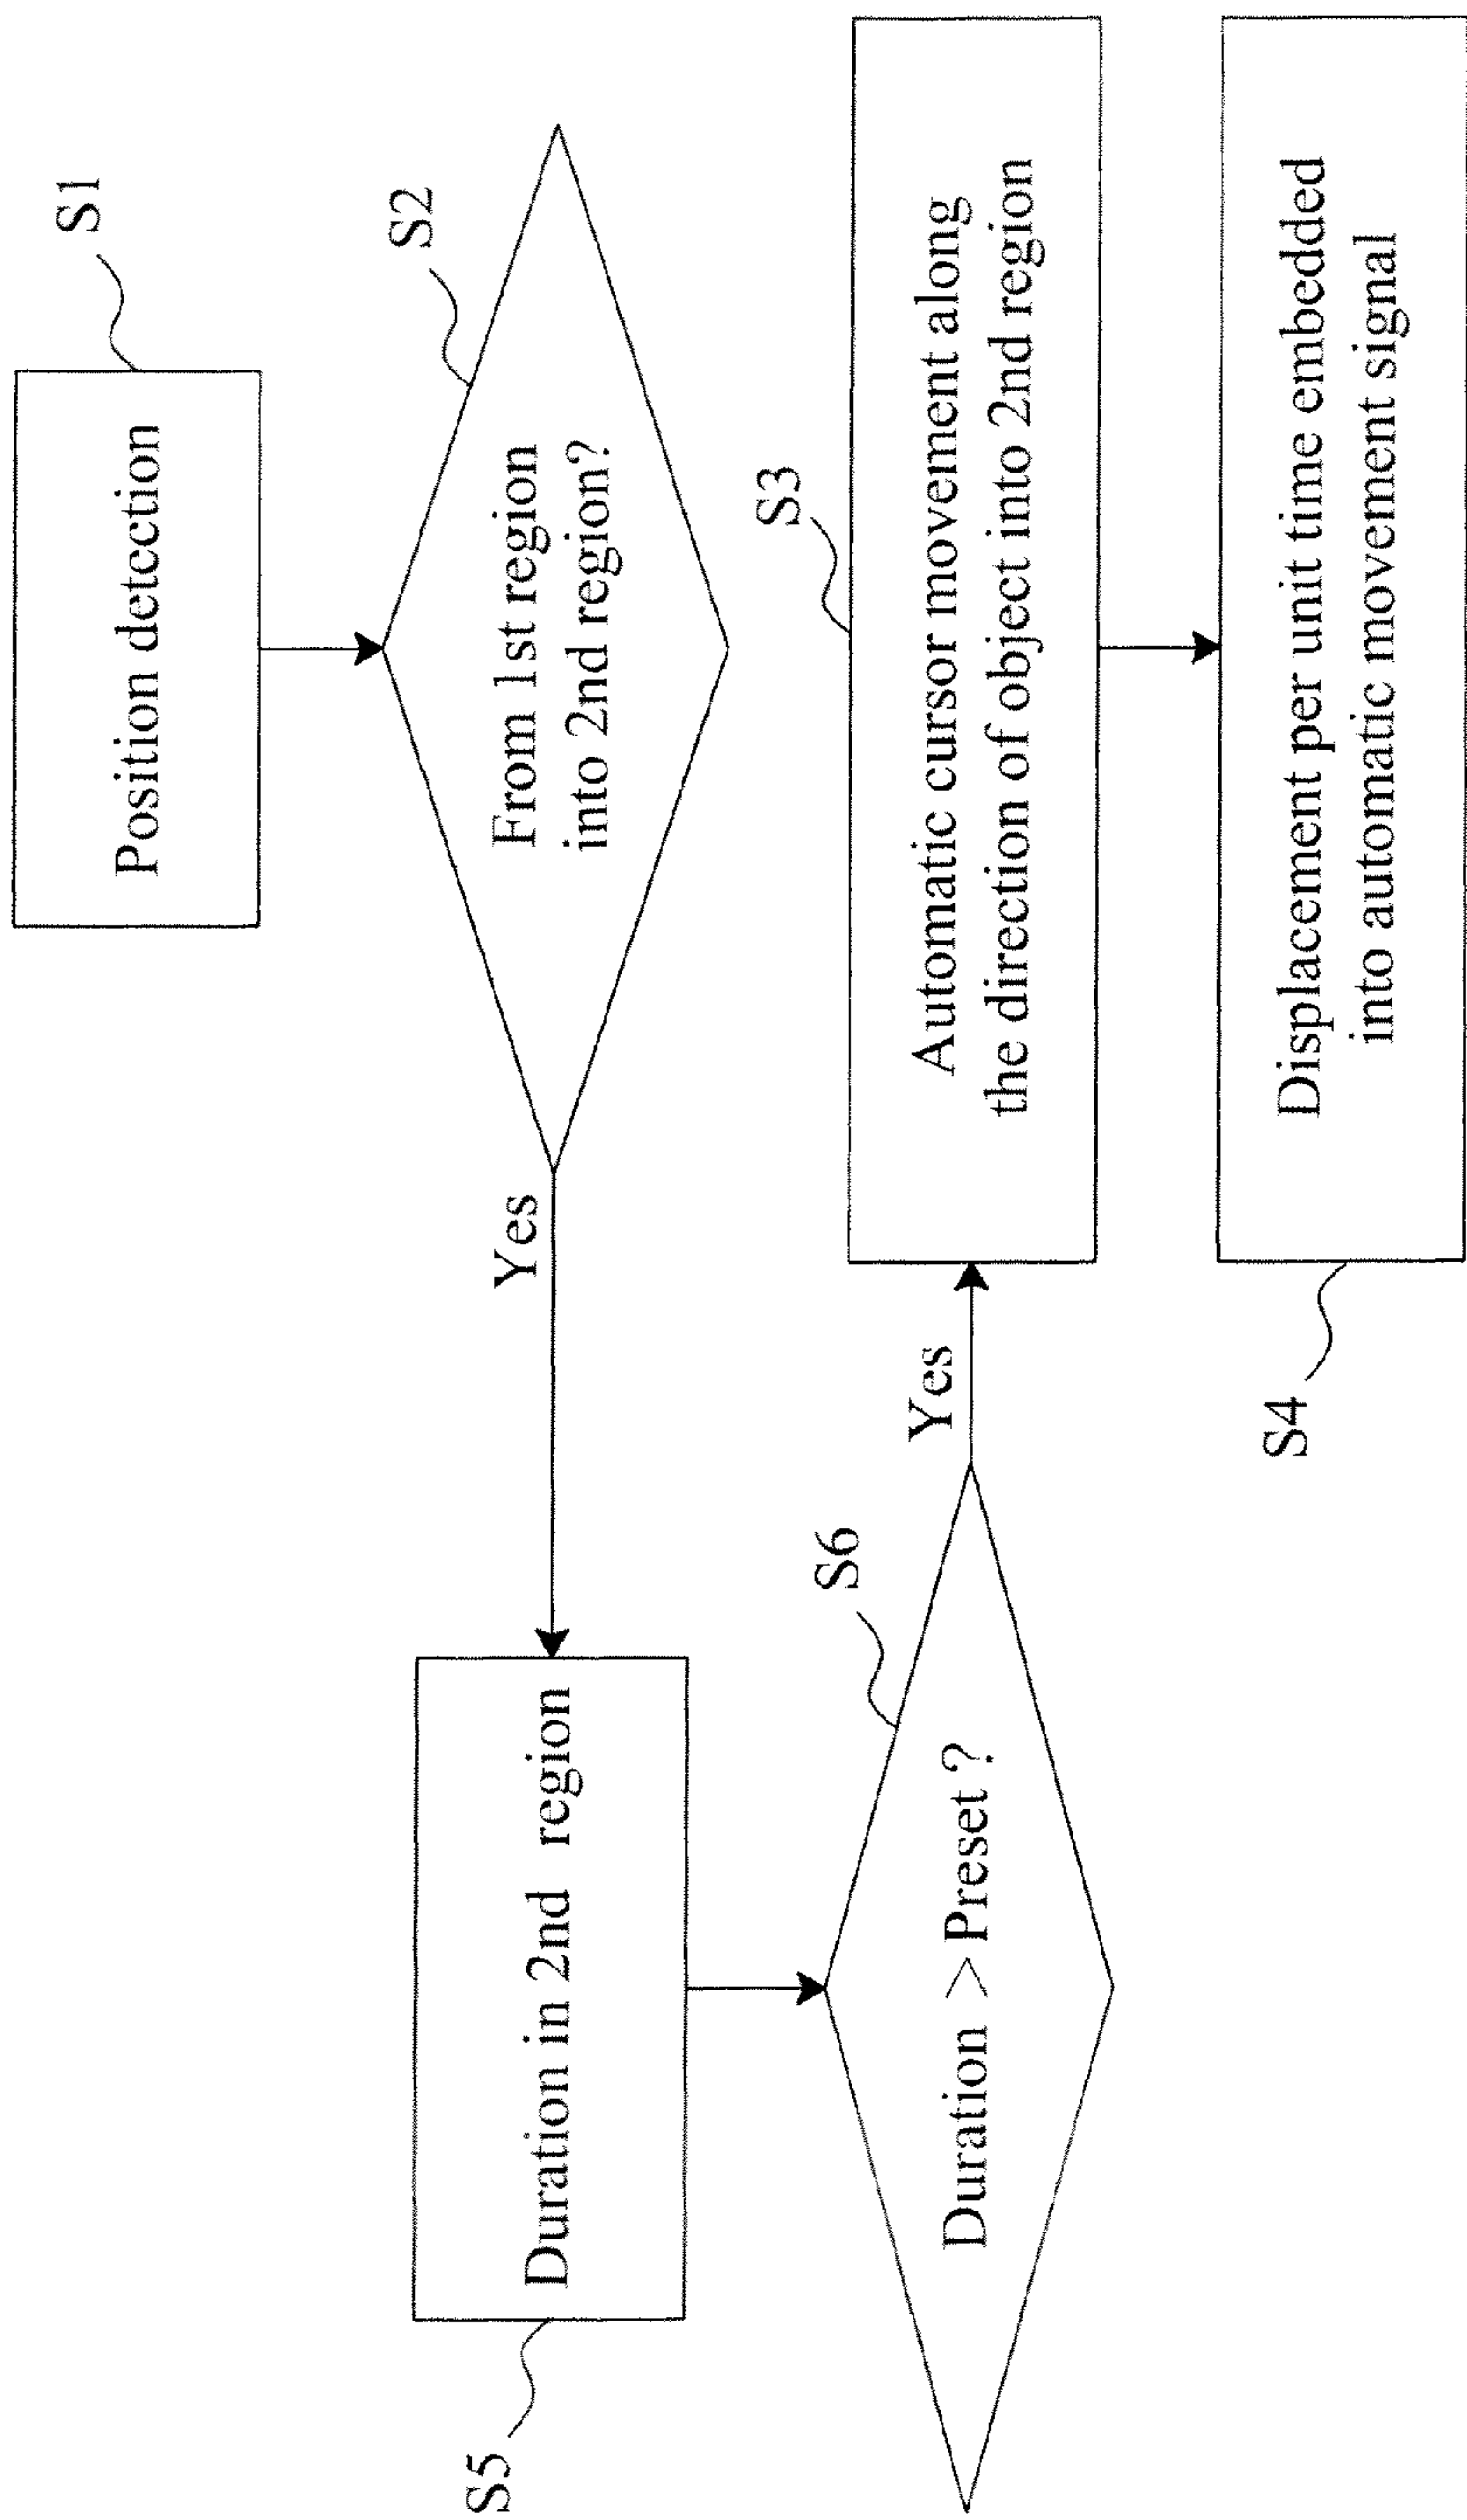 S1
Position detection
S2
From 1st region
into 2nd region?
Yes
S5
Duration in 2nd region
S6
Duration >Preset ?
Yes
S3
Automatic cursor movement along
the direction of object into 2nd region
S4
Displacement per unit time embedded
into automatic movement signal